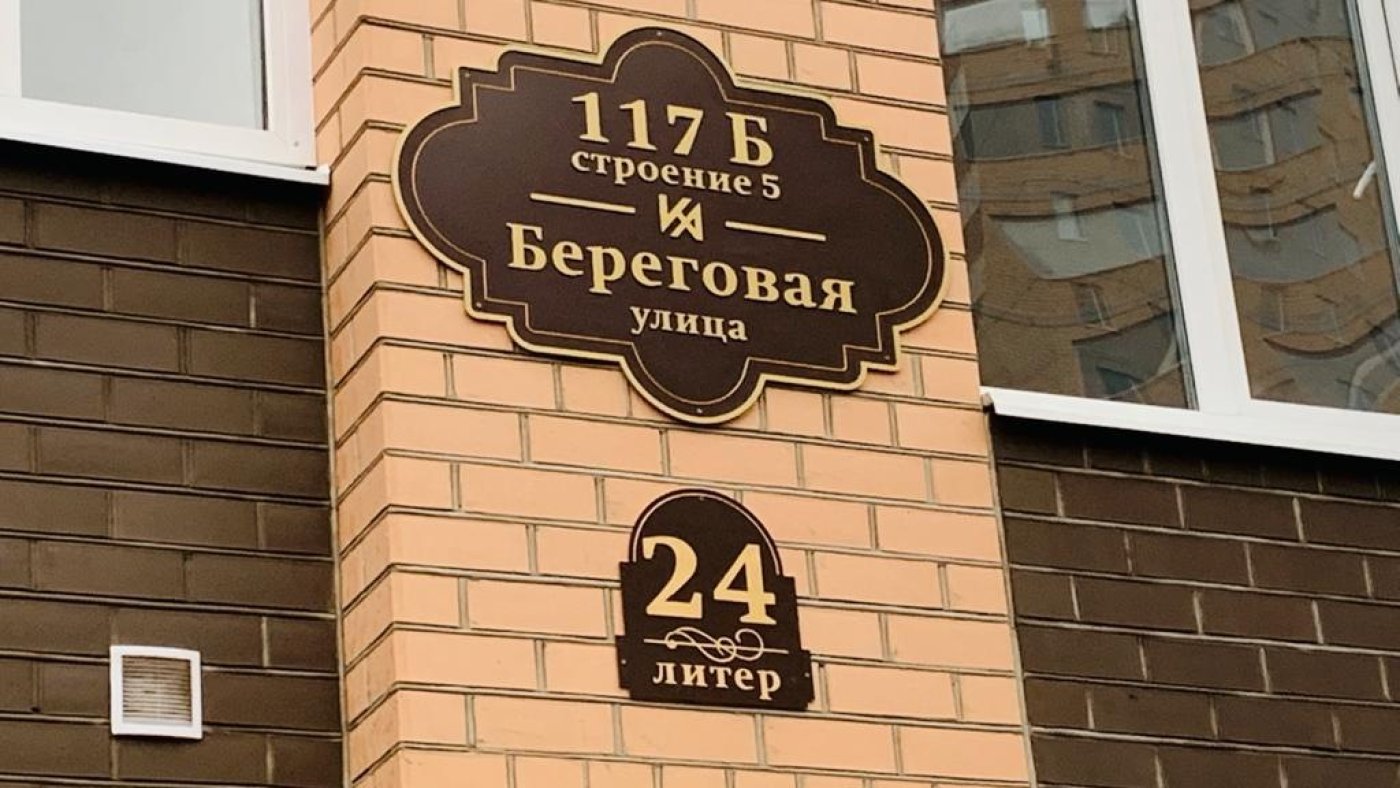 117 Б
строение 5
Береговая
улица
24
литер